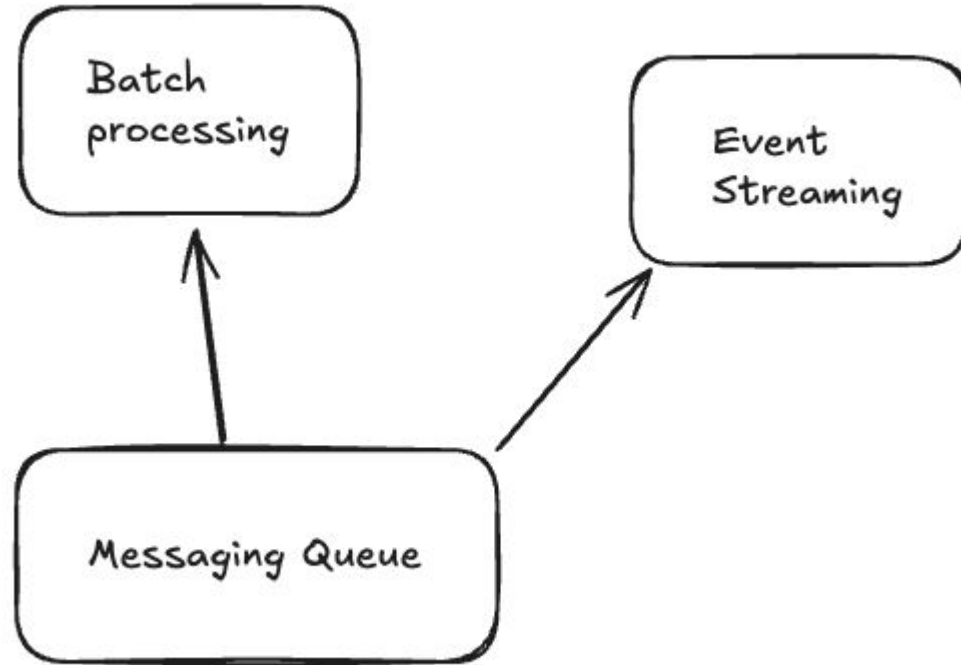 Batch
processing
Event
Streaming
Messaging Queue